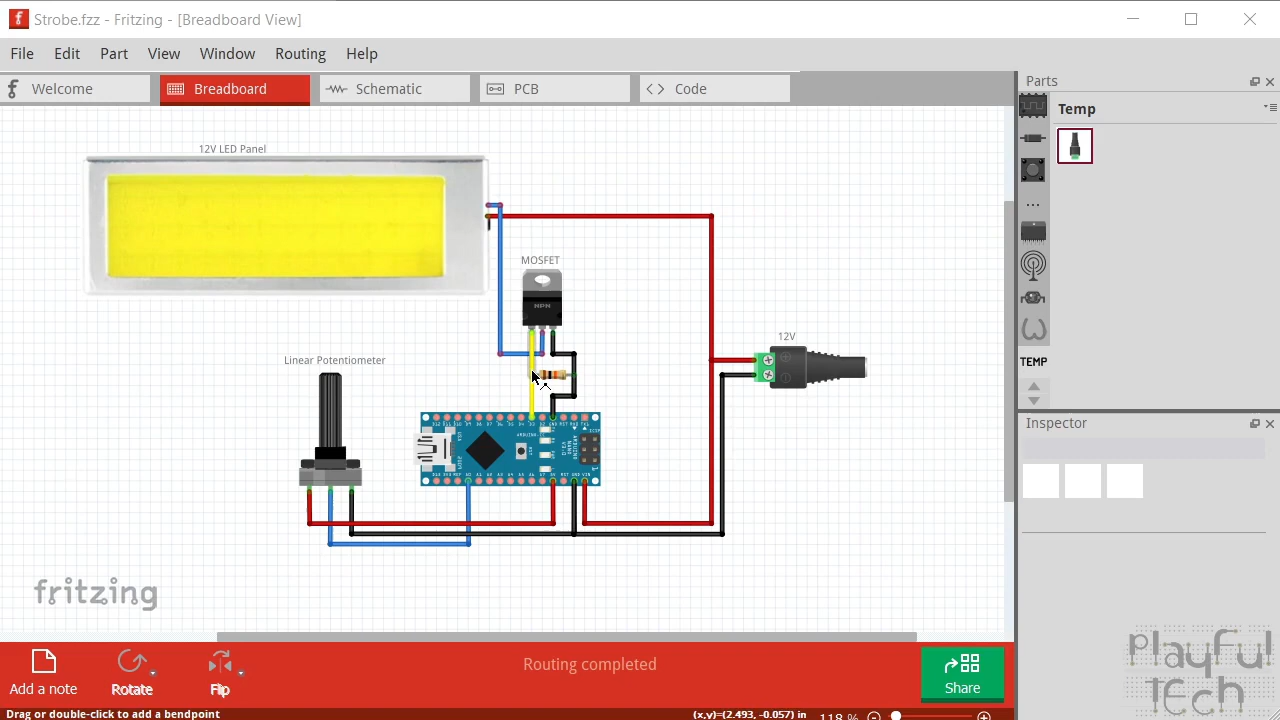 Strobe.fzz - Fritzing - [Breadboard View]
File Edit Part View Window Routing Help
Welcome Breadboard Schematic PCB Code
Parts
Temp
12V LED Panel
MOSFET
NPN
12V
Linear Potentiometer
TEMP
Inspector
fritzing
Routing completed
Add a note Rotate Flip Share
Playful
TEch
Drag or double-click to add a bendpoint (x,y)=(2.493, -0.057) in 118 %